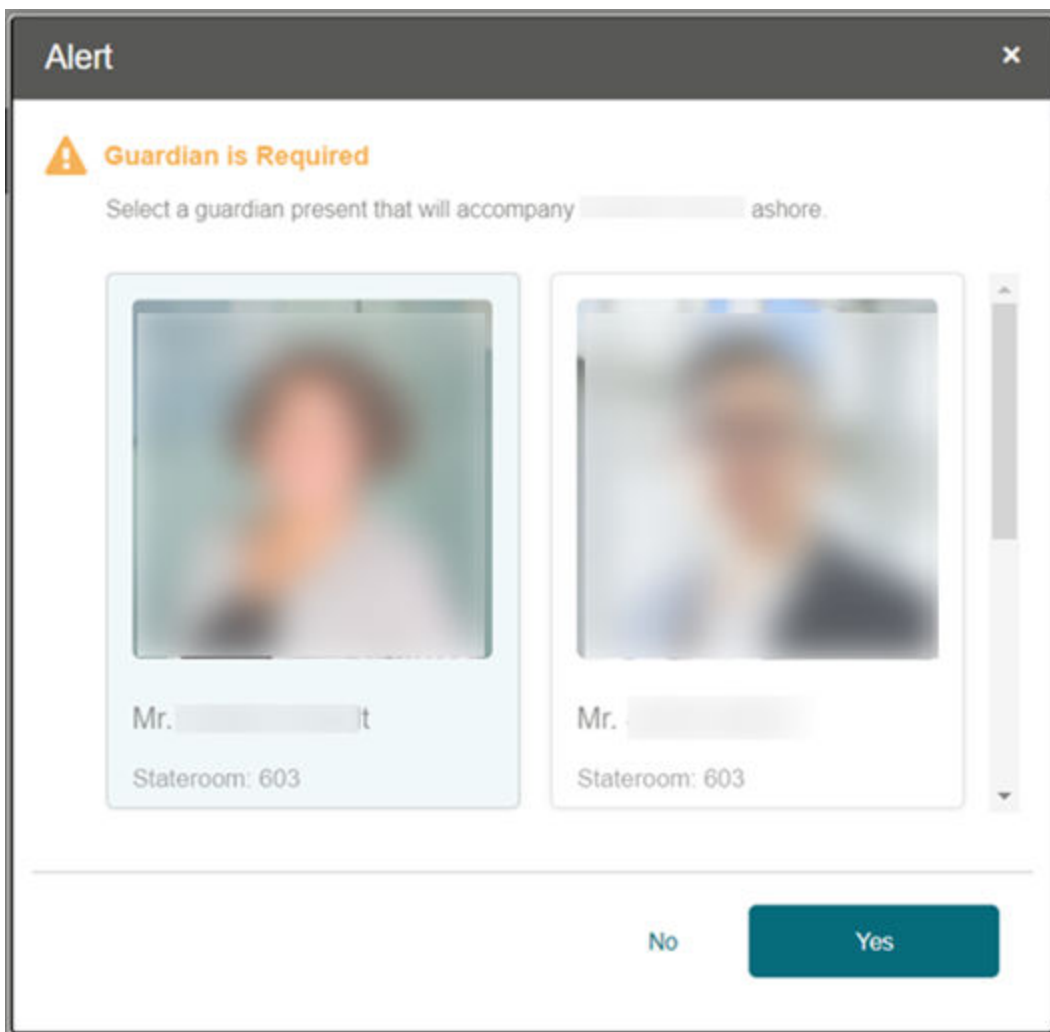 Alert
Guardian is Required
Select a guardian present that will accompany ashore.
Mr.
Mr.
Stateroom: 603
Stateroom: 603
No
Yes